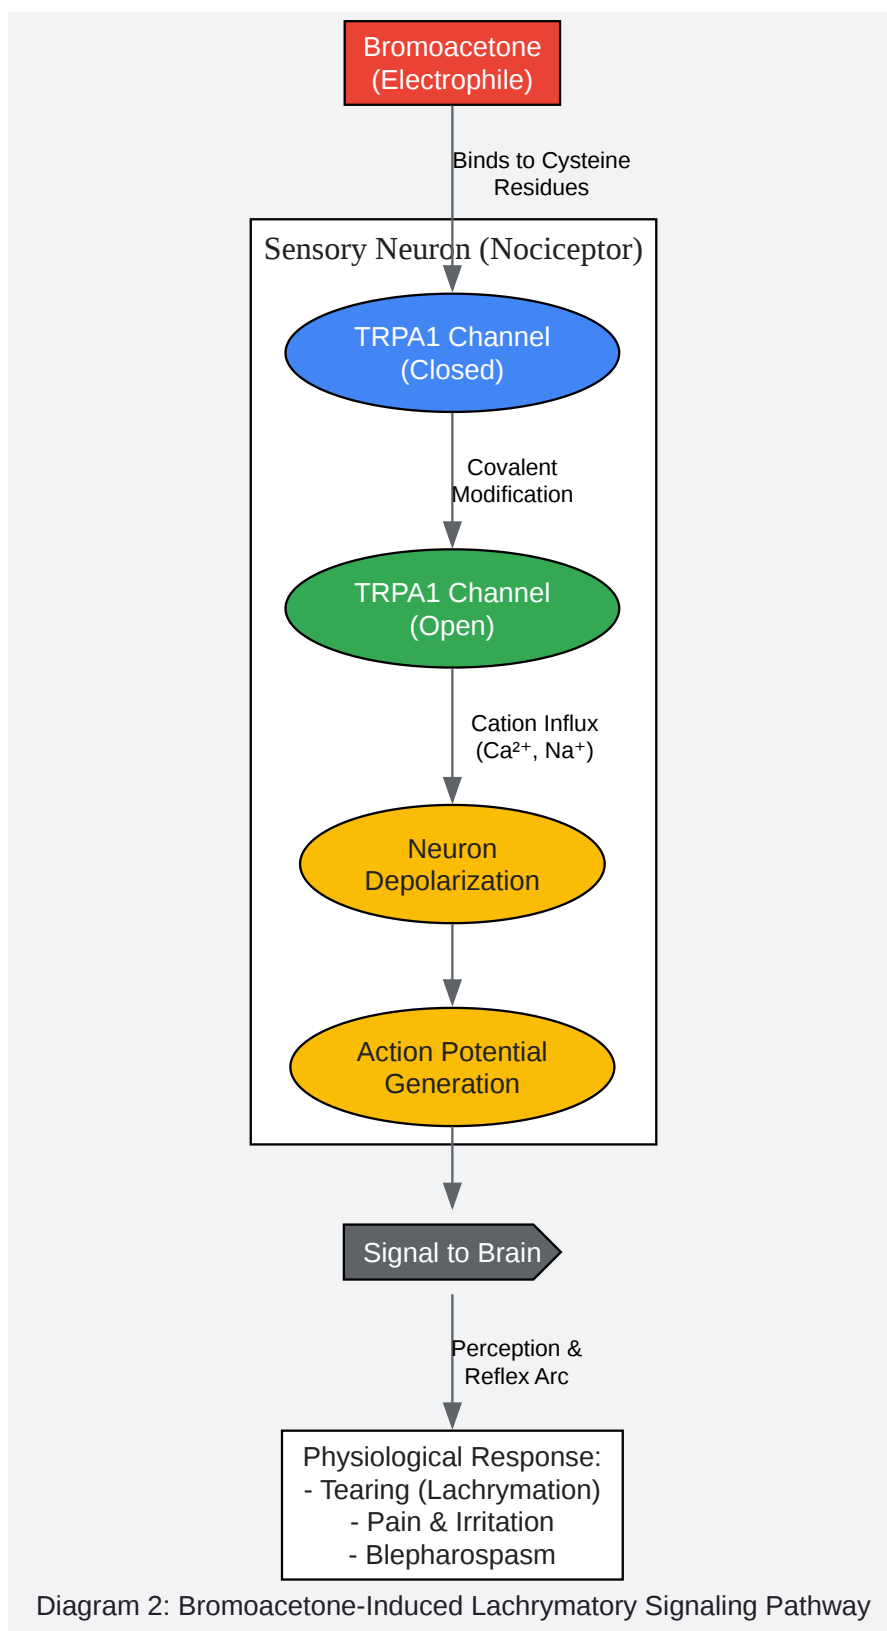 Bromoacetone
(Electrophile)
Binds to Cysteine
Residues
Sensory Neuron (Nociceptor)
TRPA1 Channel
(Closed)
Covalent
Modification
TRPA1 Channel
(Open)
Cation Influx
(Ca²⁺, Na⁺)
Neuron
Depolarization
Action Potential
Generation
Signal to Brain
Perception &
Reflex Arc
Physiological Response:
- Tearing (Lachrymation)
- Pain & Irritation
- Blepharospasm
Diagram 2: Bromoacetone-Induced Lachrymatory Signaling Pathway